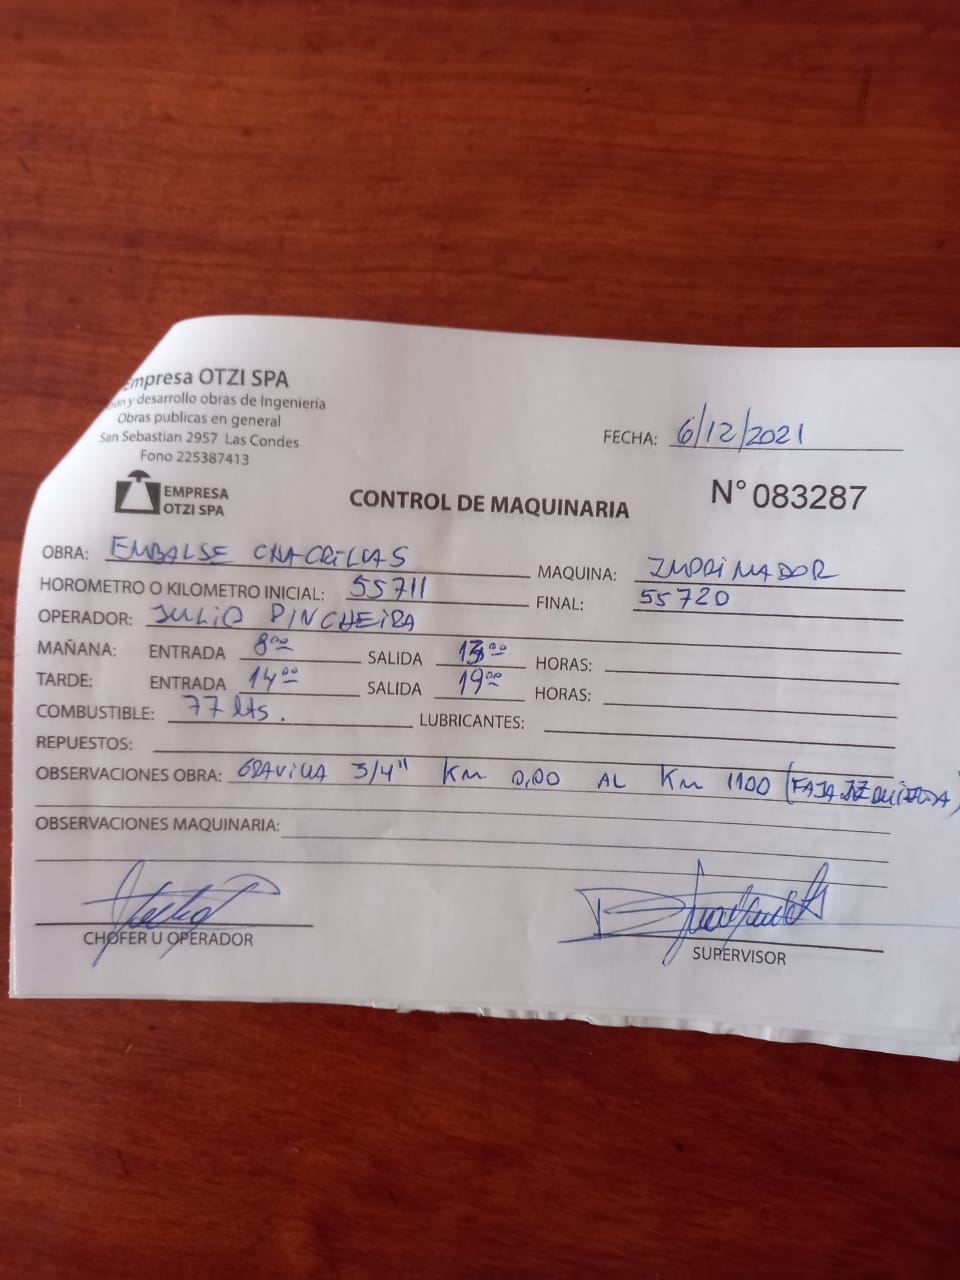 Empresa OTZI SPA
y desarrollo obras de Ingenieria
Obras publicas en general
San Sebastian 2957 Las Condes
Fono 225387413
EMPRESA
OTZI SPA
FECHA: 6/12/2021
CONTROL DE MAQUINARIA
N° 083287
OBRA: EMBALSE CHACRILLAS MAQUINA: IMPRIMADOR
HOROMETRO O KILOMETRO INICIAL: 55711 FINAL: 55720
OPERADOR: JULIO PINCHEIRA
MAÑANA: ENTRADA 8:00 SALIDA 13:00 HORAS:
TARDE: ENTRADA 14:00 SALIDA 19:00 HORAS:
COMBUSTIBLE: 77 lts. LUBRICANTES:
REPUESTOS:
OBSERVACIONES OBRA: GRAVILLA 3/4" Km 0,00 AL Km 1100 (FAJA IZQUIERDA)
OBSERVACIONES MAQUINARIA:
CHOFER U OPERADOR
SUPERVISOR